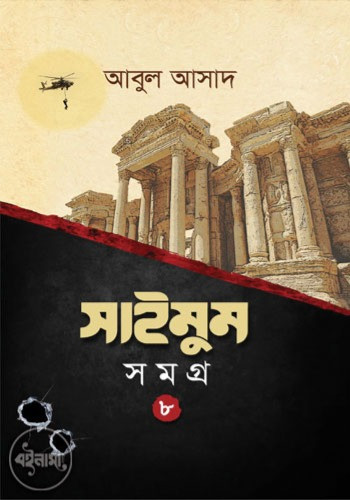 আবুল আসাদ
সাইমুম
সমগ্র
৮
বইনামা